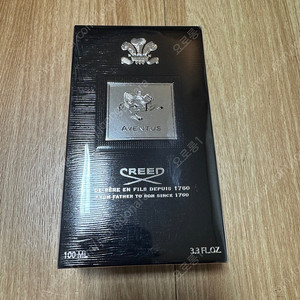 AVENTUS
CREED
DE PÈRE EN FILS DEPUIS 1760
FROM FATHER TO SON SINCE 1760
100 ML
3.3 FL.OZ.